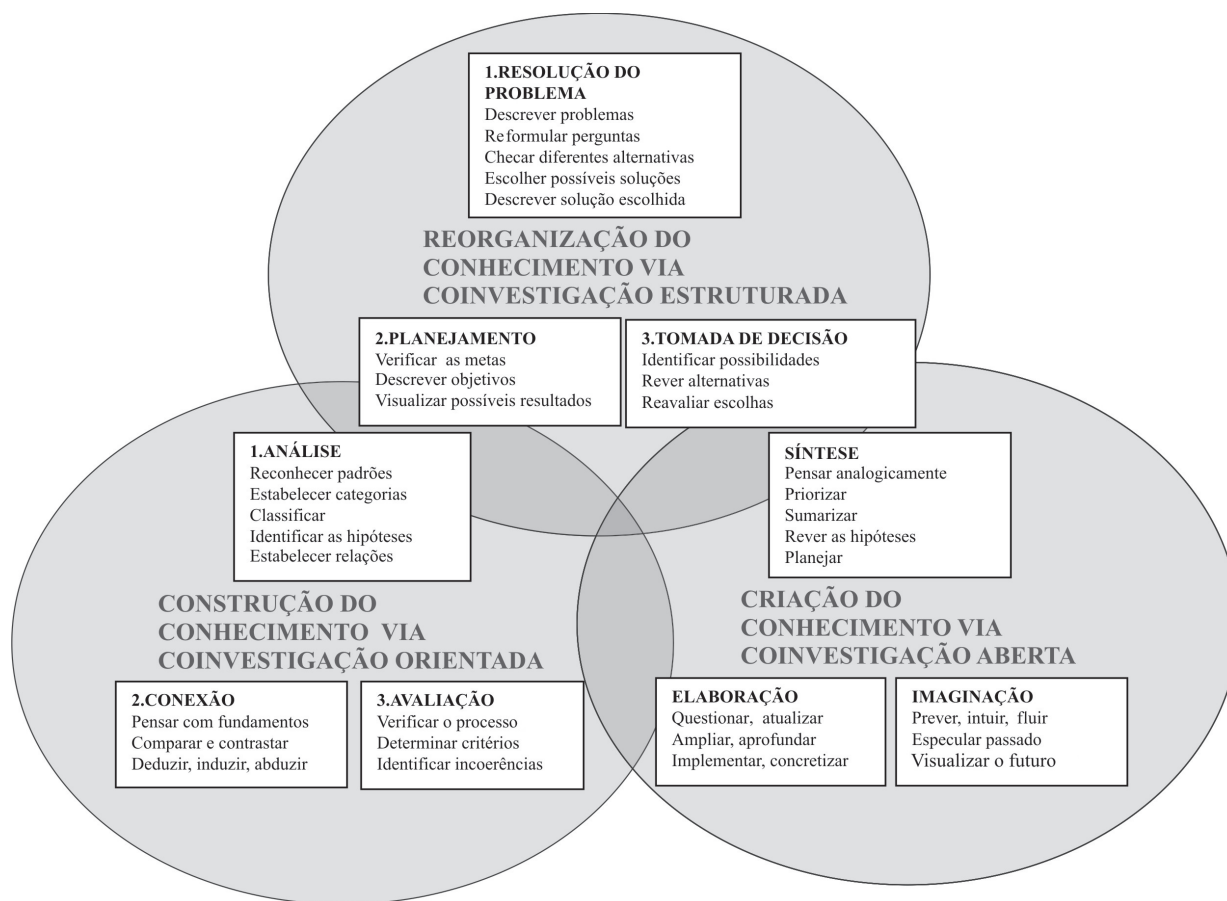 1.RESOLUÇÃO DO
PROBLEMA
Descrever problemas
Reformular perguntas
Checar diferentes alternativas
Escolher possíveis soluções
Descrever solução escolhida
REORGANIZAÇÃO DO
CONHECIMENTO VIA
COINVESTIGAÇÃO ESTRUTURADA
2.PLANEJAMENTO
Verificar as metas
Descrever objetivos
Visualizar possíveis resultados
3.TOMADA DE DECISÃO
Identificar possibilidades
Rever alternativas
Reavaliar escolhas
1.ANÁLISE
Reconhecer padrões
Estabelecer categorias
Classificar
Identificar as hipóteses
Estabelecer relações
CONSTRUÇÃO DO
CONHECIMENTO VIA
COINVESTIGAÇÃO ORIENTADA
2.CONEXÃO
Pensar com fundamentos
Comparar e contrastar
Deduzir, induzir, abduzir
3.AVALIAÇÃO
Verificar o processo
Determinar critérios
Identificar incoerências
SÍNTESE
Pensar analogicamente
Priorizar
Sumarizar
Rever as hipóteses
Planejar
CRIAÇÃO DO
CONHECIMENTO VIA
COINVESTIGAÇÃO ABERTA
ELABORAÇÃO
Questionar, atualizar
Ampliar, aprofundar
Implementar, concretizar
IMAGINAÇÃO
Prever, intuir, fluir
Especular passado
Visualizar o futuro